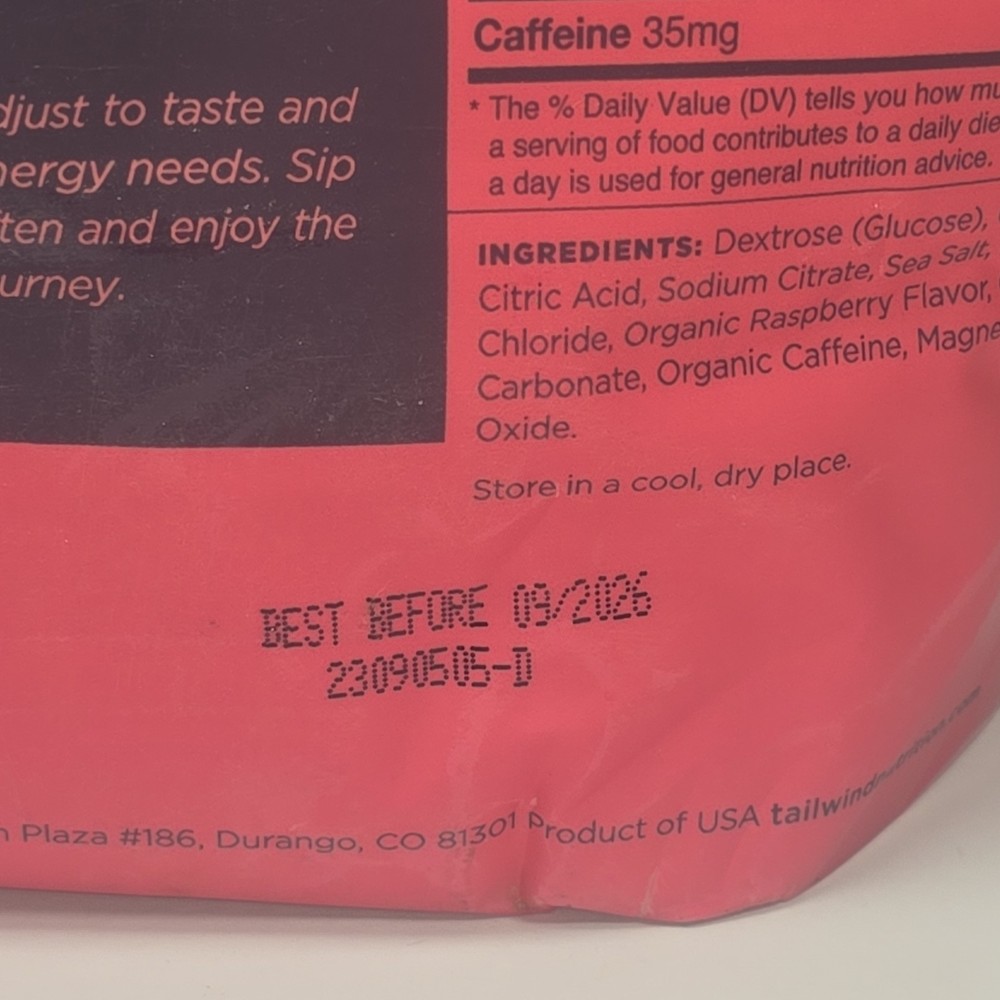 djust to taste and
nergy needs. Sip
ften and enjoy the
urney.
Caffeine 35mg
* The % Daily Value (DV) tells you how mu
a serving of food contributes to a daily die
a day is used for general nutrition advice.
INGREDIENTS: Dextrose (Glucose),
Citric Acid, Sodium Citrate, Sea Salt,
Chloride, Organic Raspberry Flavor,
Carbonate, Organic Caffeine, Magne
Oxide.
Store in a cool, dry place.
BEST BEFORE 09/2026
23090505-D
n Plaza #186, Durango, CO 81301 Product of USA tailwindnutrition.com